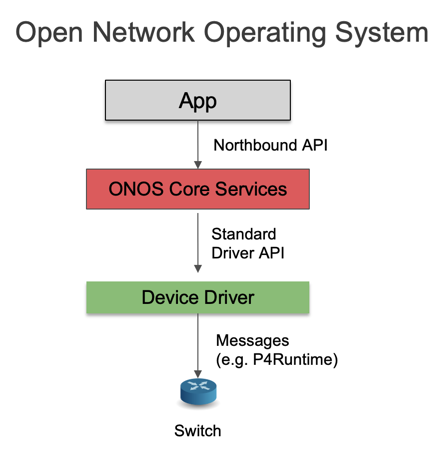 Open Network Operating System
App
Northbound API
ONOS Core Services
Standard
Driver API
Device Driver
Messages
(e.g. P4Runtime)
Switch